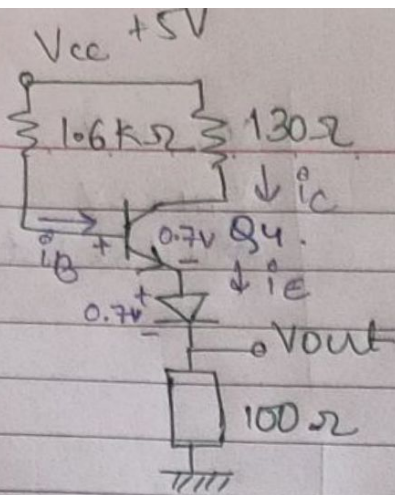 Vcc +5V
1.6KΩ 130Ω
↓ ic
iB + 0.7V Q4.
−
↓ iE
0.7V +
−
Vout
100Ω